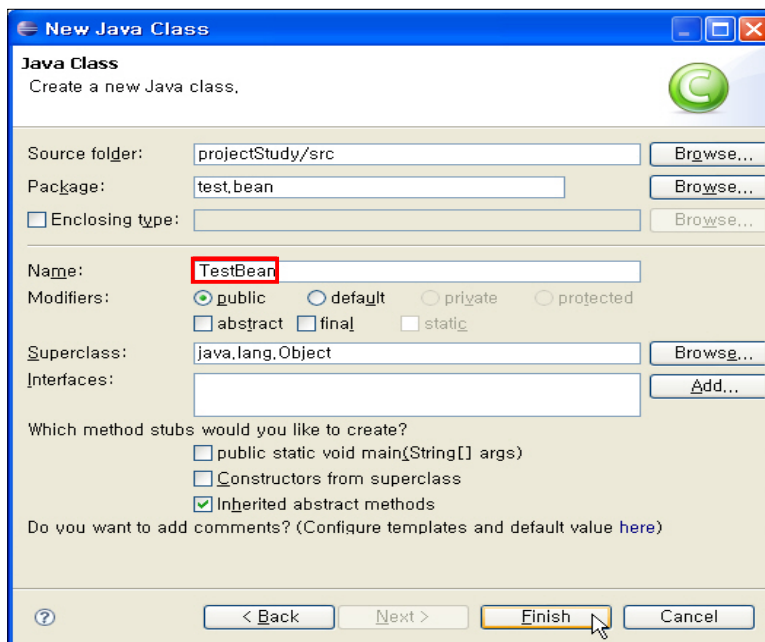 New Java Class
Java Class
Create a new Java class.
Source folder: projectStudy/src Browse...
Package: test.bean Browse...
Enclosing type: Browse...
Name: TestBean
Modifiers: public default private protected
abstract final static
Superclass: java.lang.Object Browse...
Interfaces: Add...
Which method stubs would you like to create?
public static void main(String[] args)
Constructors from superclass
Inherited abstract methods
Do you want to add comments? (Configure templates and default value here)
? < Back Next > Finish Cancel